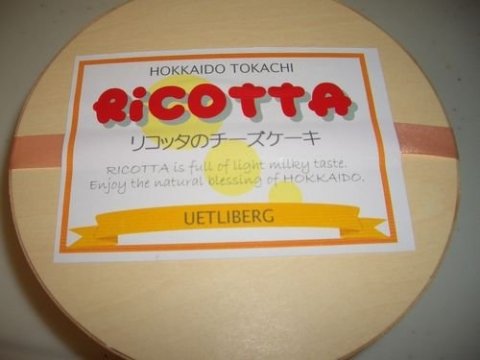 HOKKAIDO TOKACHI
RiCOTTA
リコッタのチーズケーキ
RICOTTA is full of light milky taste.
Enjoy the natural blessing of HOKKAIDO.
UETLIBERG